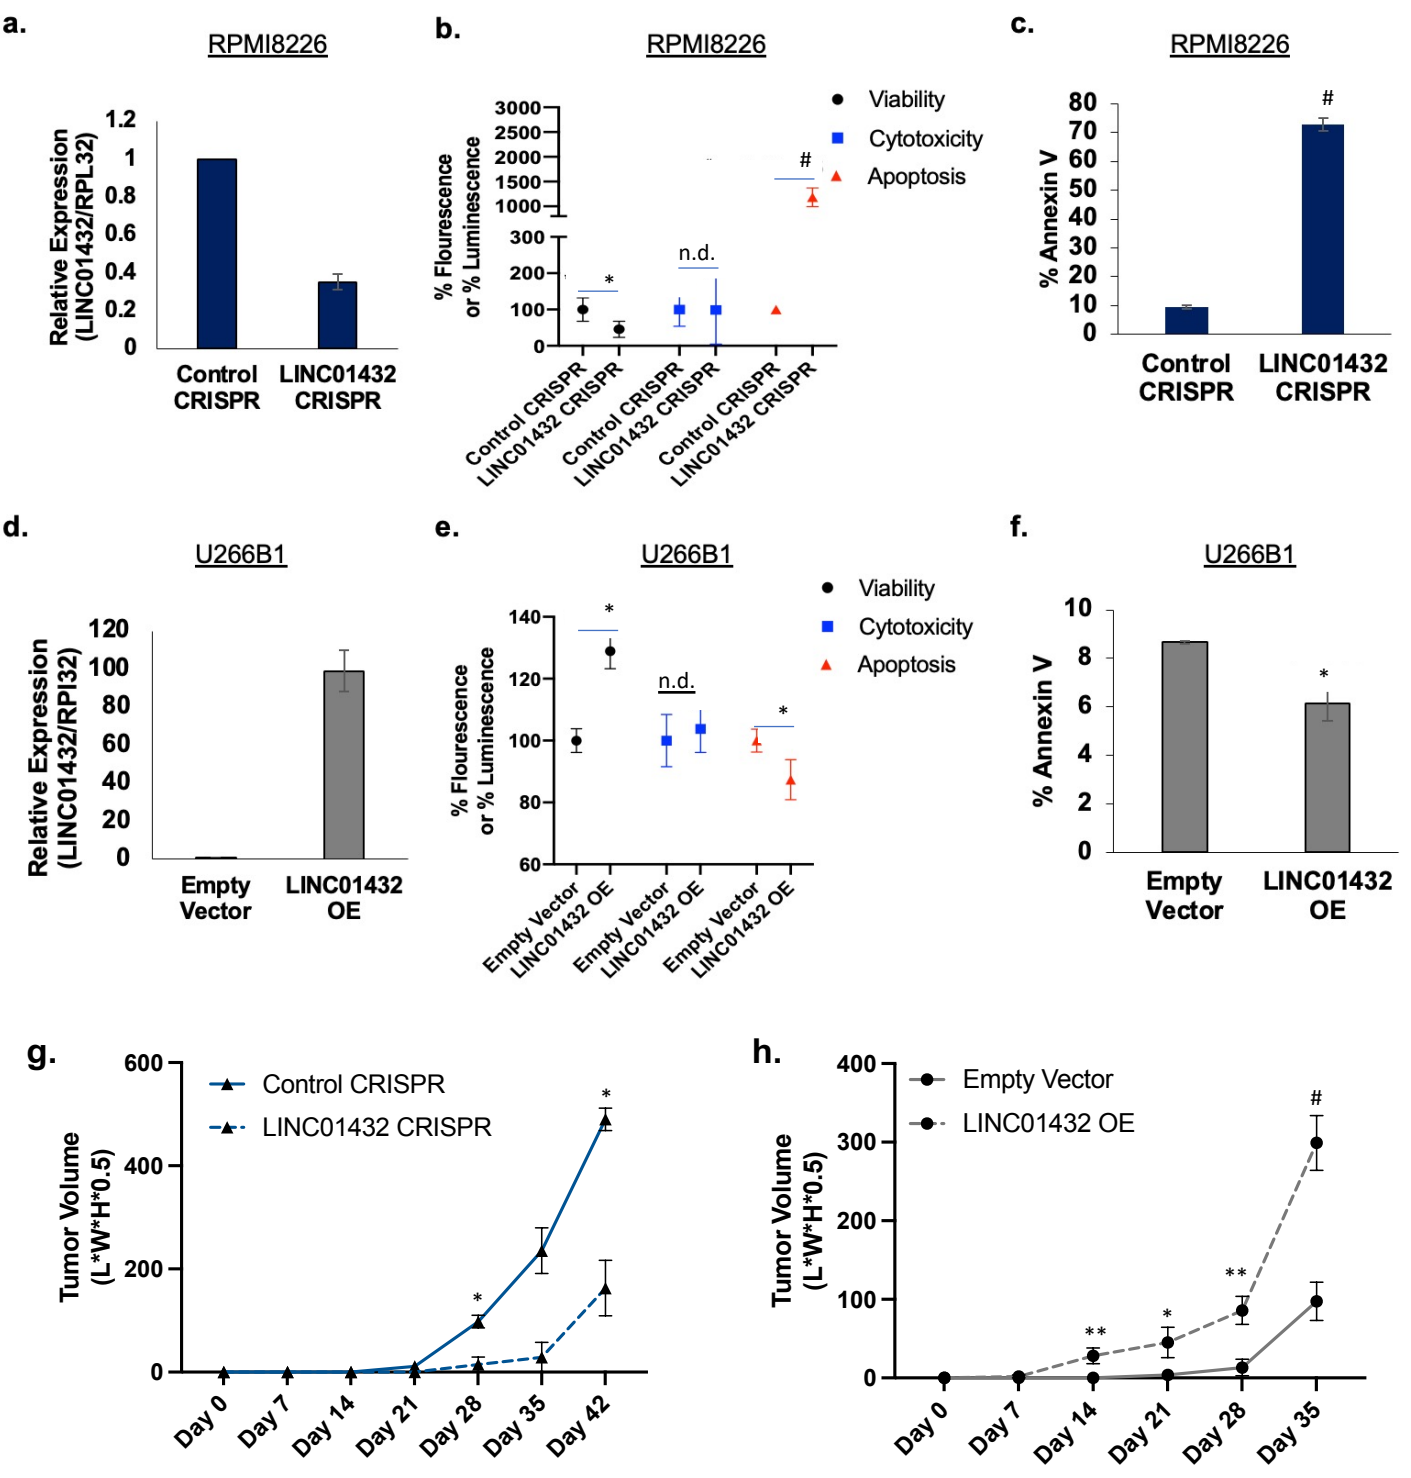 a.
RPMI8226
Relative Expression
(LINC01432/RPL32)
1.2
1
0.8
0.6
0.4
0.2
0
Control
CRISPR
LINC01432
CRISPR
b.
RPMI8226
% Flourescence
or % Luminescence
3000
2500
2000
1500
1000
300
200
100
0
*
n.d.
#
Viability
Cytotoxicity
Apoptosis
Control CRISPR
LINC01432 CRISPR
Control CRISPR
LINC01432 CRISPR
Control CRISPR
LINC01432 CRISPR
c.
RPMI8226
% Annexin V
80
70
60
50
40
30
20
10
0
#
Control
CRISPR
LINC01432
CRISPR
d.
U266B1
Relative Expression
(LINC01432/RPl32)
120
100
80
60
40
20
0
Empty
Vector
LINC01432
OE
e.
U266B1
% Flourescence
or % Luminescence
140
120
100
80
60
*
n.d.
*
Viability
Cytotoxicity
Apoptosis
Empty Vector
LINC01432 OE
Empty Vector
LINC01432 OE
Empty Vector
LINC01432 OE
f.
U266B1
% Annexin V
10
8
6
4
2
0
*
Empty
Vector
LINC01432
OE
g.
Tumor Volume
(L*W*H*0.5)
600
400
200
0
Control CRISPR
LINC01432 CRISPR
*
*
Day 0
Day 7
Day 14
Day 21
Day 28
Day 35
Day 42
h.
Tumor Volume
(L*W*H*0.5)
400
300
200
100
0
Empty Vector
LINC01432 OE
**
*
**
#
Day 0
Day 7
Day 14
Day 21
Day 28
Day 35